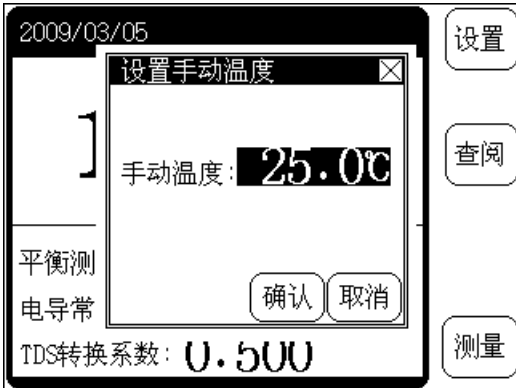 2009/03/05
设置
设置手动温度
手动温度: 25.0℃
查阅
平衡测
确认 取消
电导常
TDS转换系数: 0.500
测量